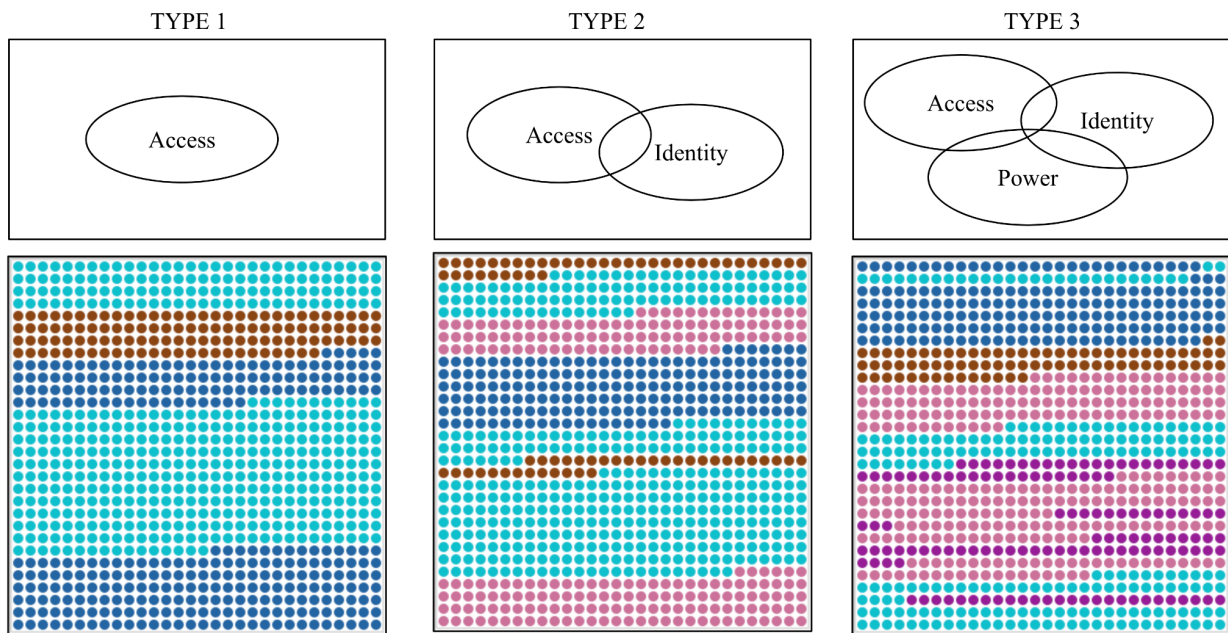 TYPE 1
TYPE 2
TYPE 3
Access
Access
Identity
Access
Identity
Power